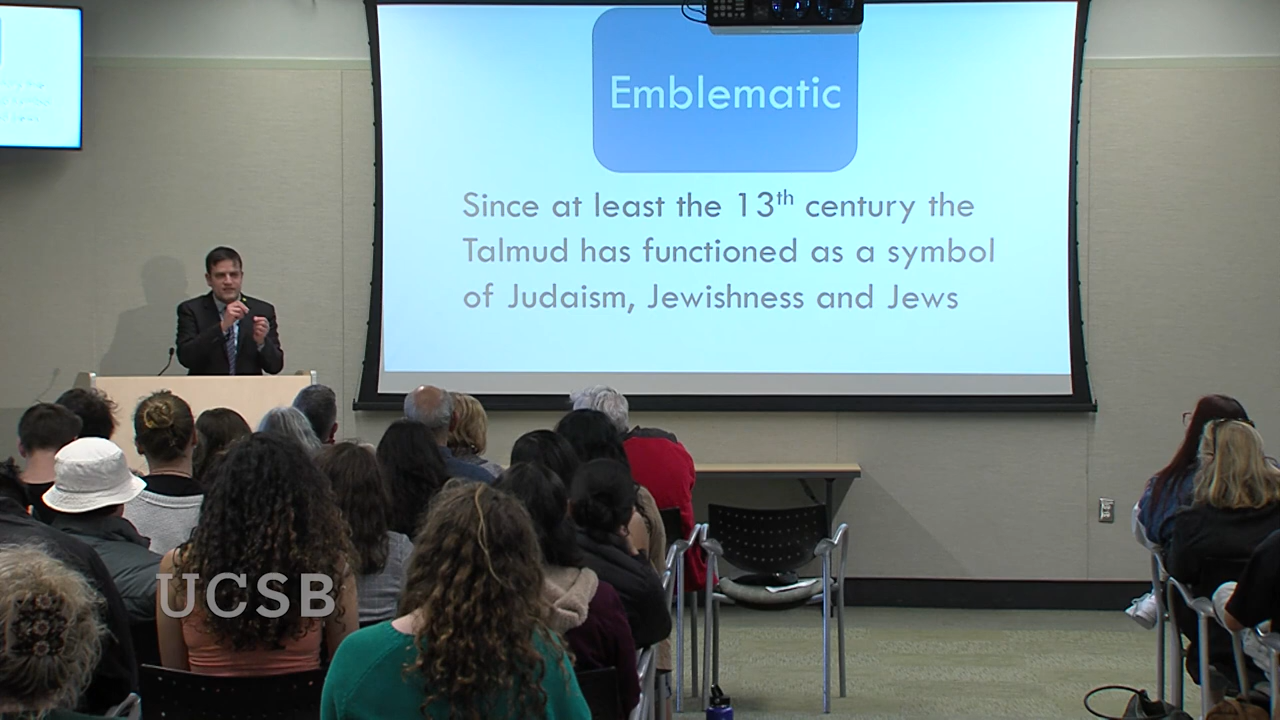 Emblematic
Since at least the 13th century the
Talmud has functioned as a symbol
of Judaism, Jewishness and Jews
UCSB